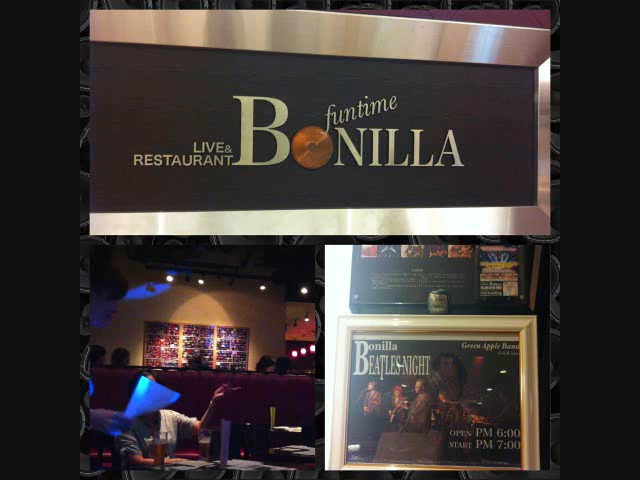 funtime
LIVE&
RESTAURANT
BONILLA
Bonilla
BEATLES NIGHT
Green Apple Band
OPEN PM 6:00
START PM 7:00